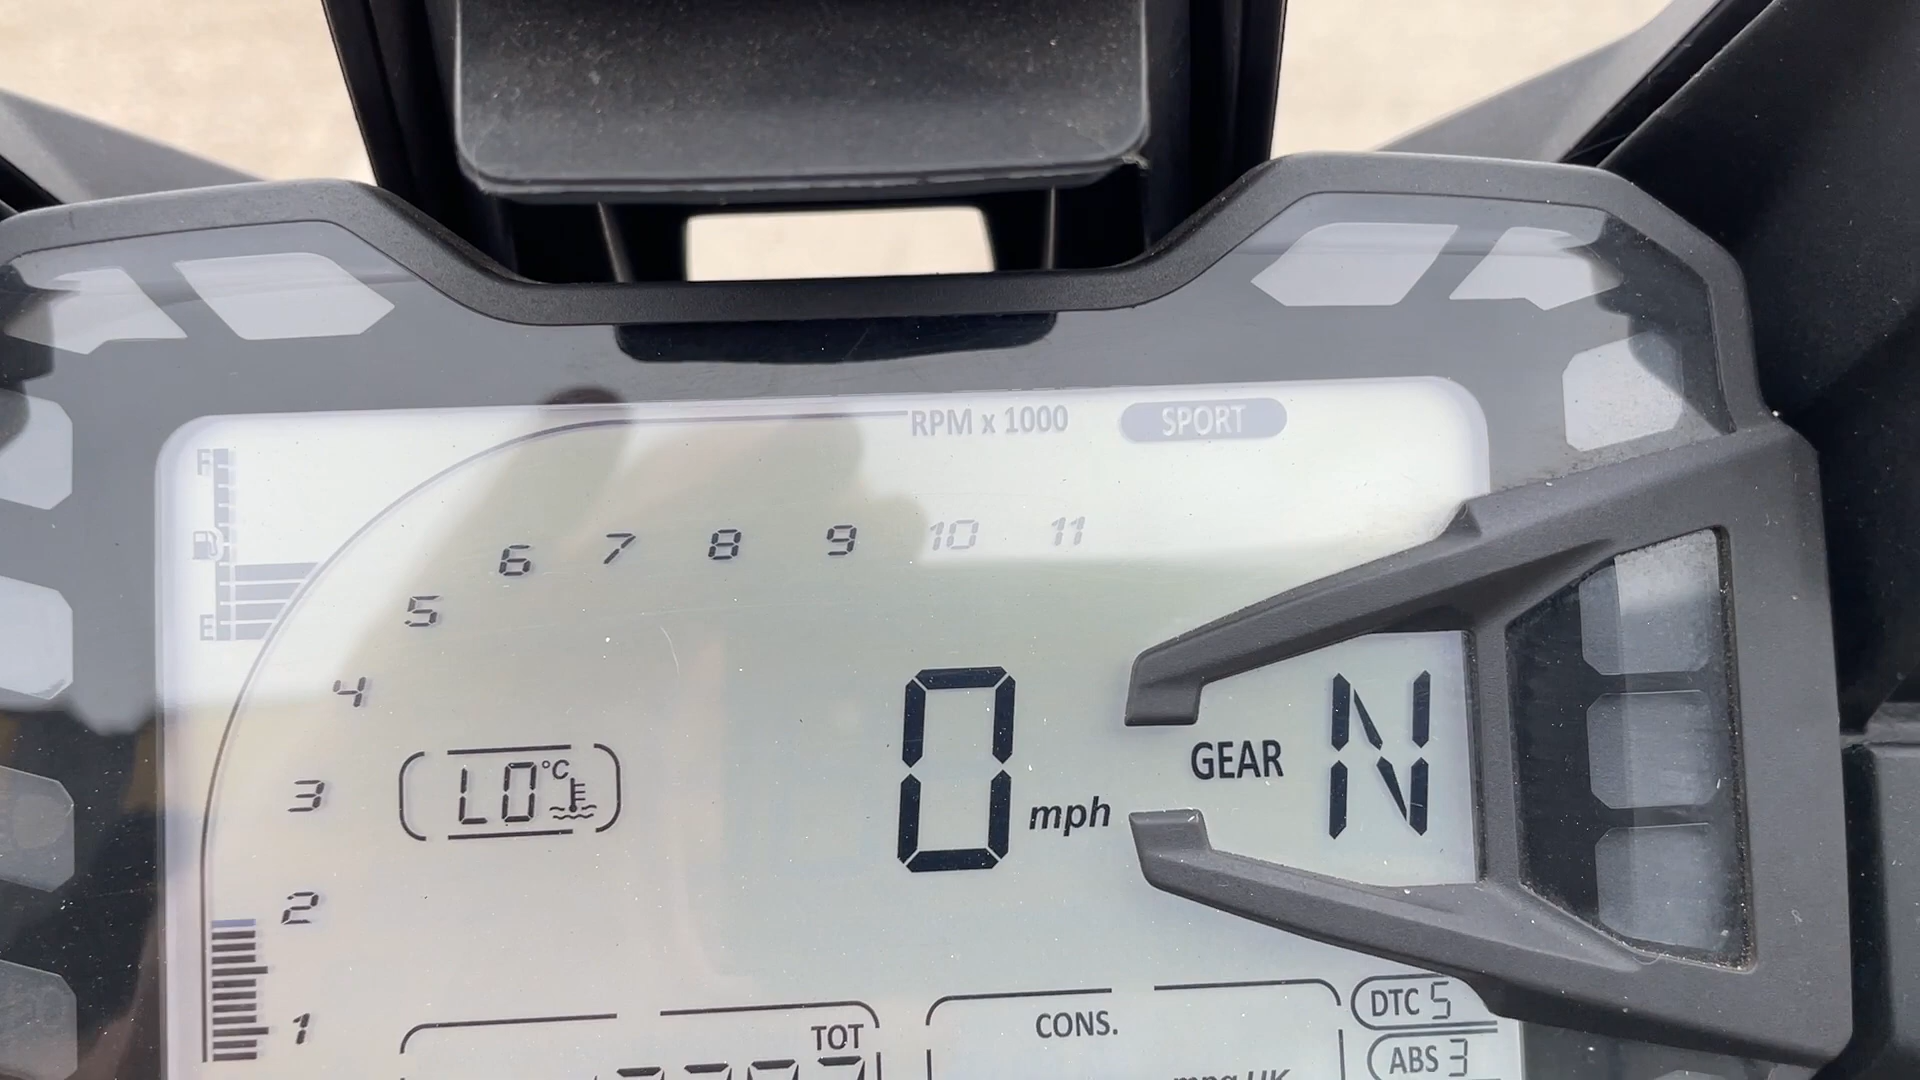 RPM x 1000 SPORT
F
E
1 2 3 4 5 6 7 8 9 10 11
LO °C
0 mph
GEAR N
TOT
CONS.
DTC 5
ABS 3